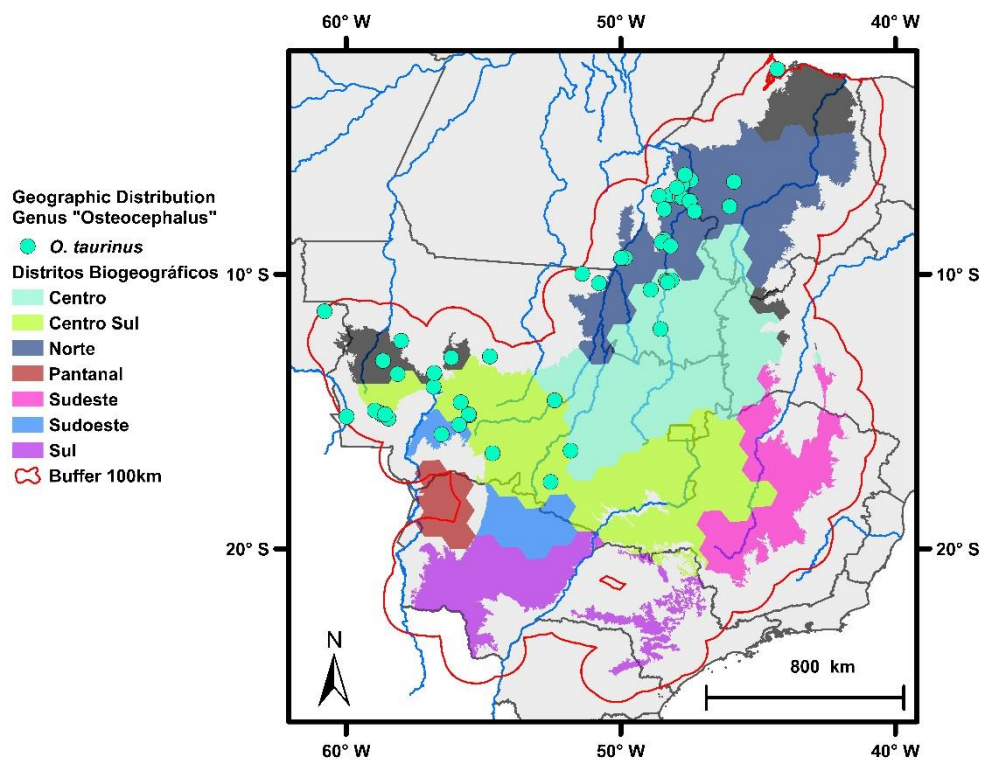 60° W
50° W
40° W
Geographic Distribution
Genus "Osteocephalus"
O. taurinus
Distritos Biogeográficos
Centro
Centro Sul
Norte
Pantanal
Sudeste
Sudoeste
Sul
Buffer 100km
10° S
10° S
20° S
20° S
N
800 km
60° W
50° W
40° W